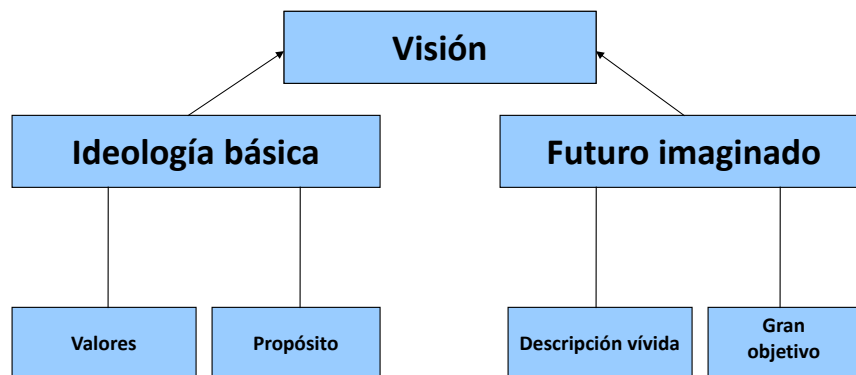 Visión
Ideología básica
Futuro imaginado
Valores
Propósito
Descripción vívida
Gran
objetivo